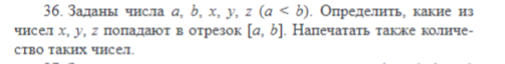 36. Заданы числа a, b, x, y, z (a < b). Определить, какие из
чисел x, y, z попадают в отрезок [a, b]. Напечатать также количе-
ство таких чисел.